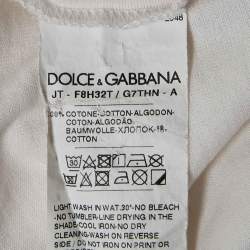 DOLCE & GABBANA
JT - F8H32T / G7THN - A
COTONE-COTTON-ALGODON-
COTON-ALGODÃO-
BAUMWOLLE-ХЛОПОК-棉-
COTTON
30
LIGHT WASH IN WAT.30°-NO BLEACH
-NO TUMBLER-LINE DRYING IN THE
SHADE-COOL IRON-NO DRY
CLEANING-WASH ON REVERSE
SIDE - DO NOT IRON ON PRINT OR